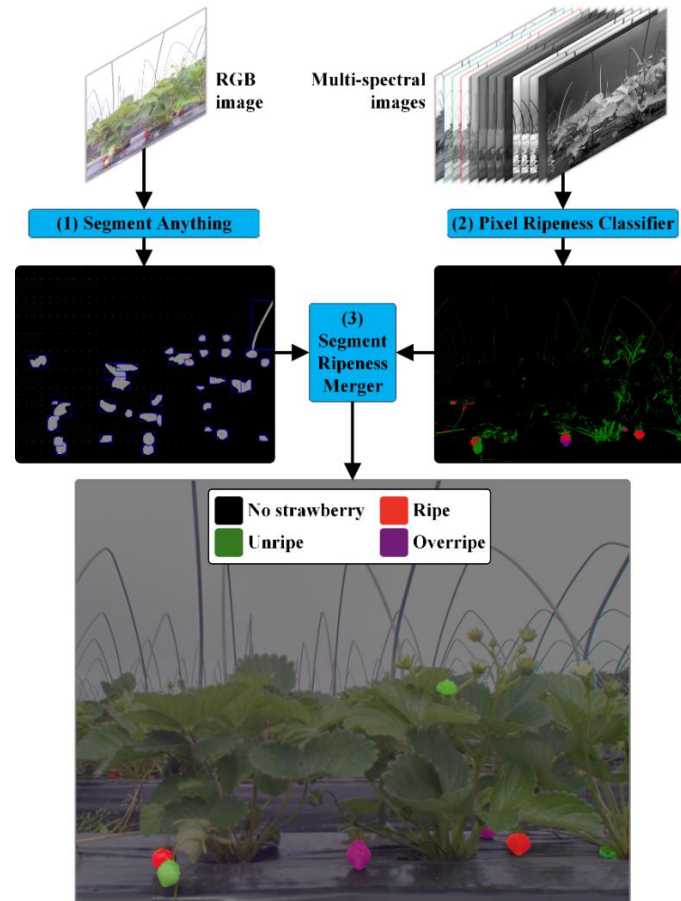 RGB
image
Multi-spectral
images
(1) Segment Anything
(2) Pixel Ripeness Classifier
(3)
Segment
Ripeness
Merger
No strawberry
Ripe
Unripe
Overripe